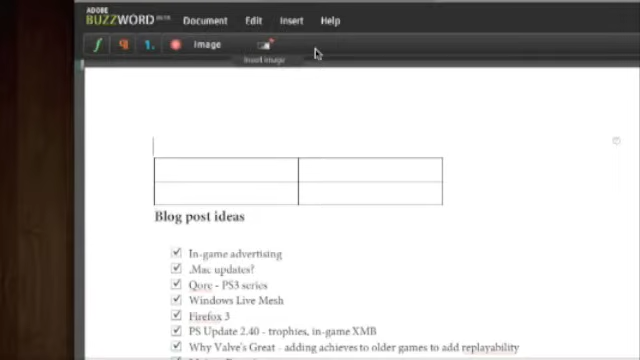 ADOBE
BUZZWORD BETA Document Edit Insert Help
f ¶ 1. Image
Insert image
Blog post ideas
In-game advertising
.Mac updates?
Qore - PS3 series
Windows Live Mesh
Firefox 3
PS Update 2.40 - trophies, in-game XMB
Why Valve's Great - adding achieves to older games to add replayability